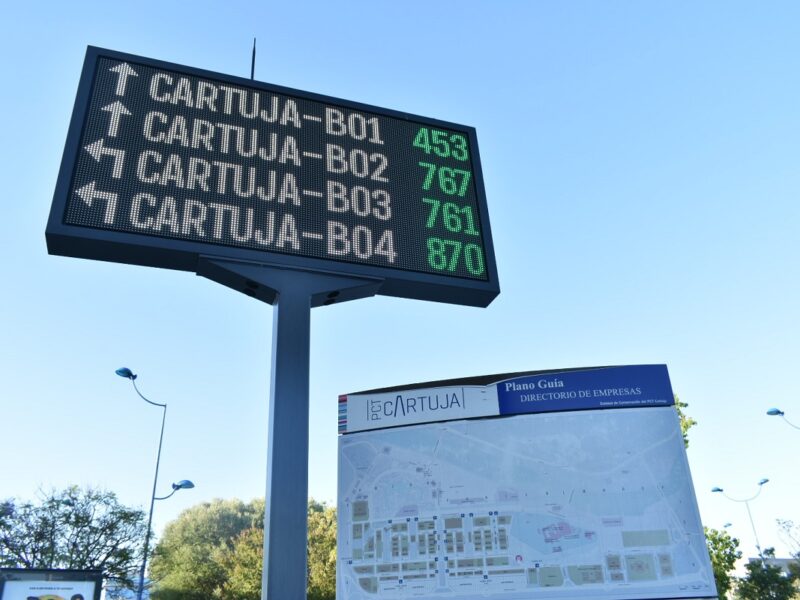 CARTUJA-B01 453
CARTUJA-B02 767
CARTUJA-B03 761
CARTUJA-B04 870
PCT CARTUJA
Plano Guía
DIRECTORIO DE EMPRESAS